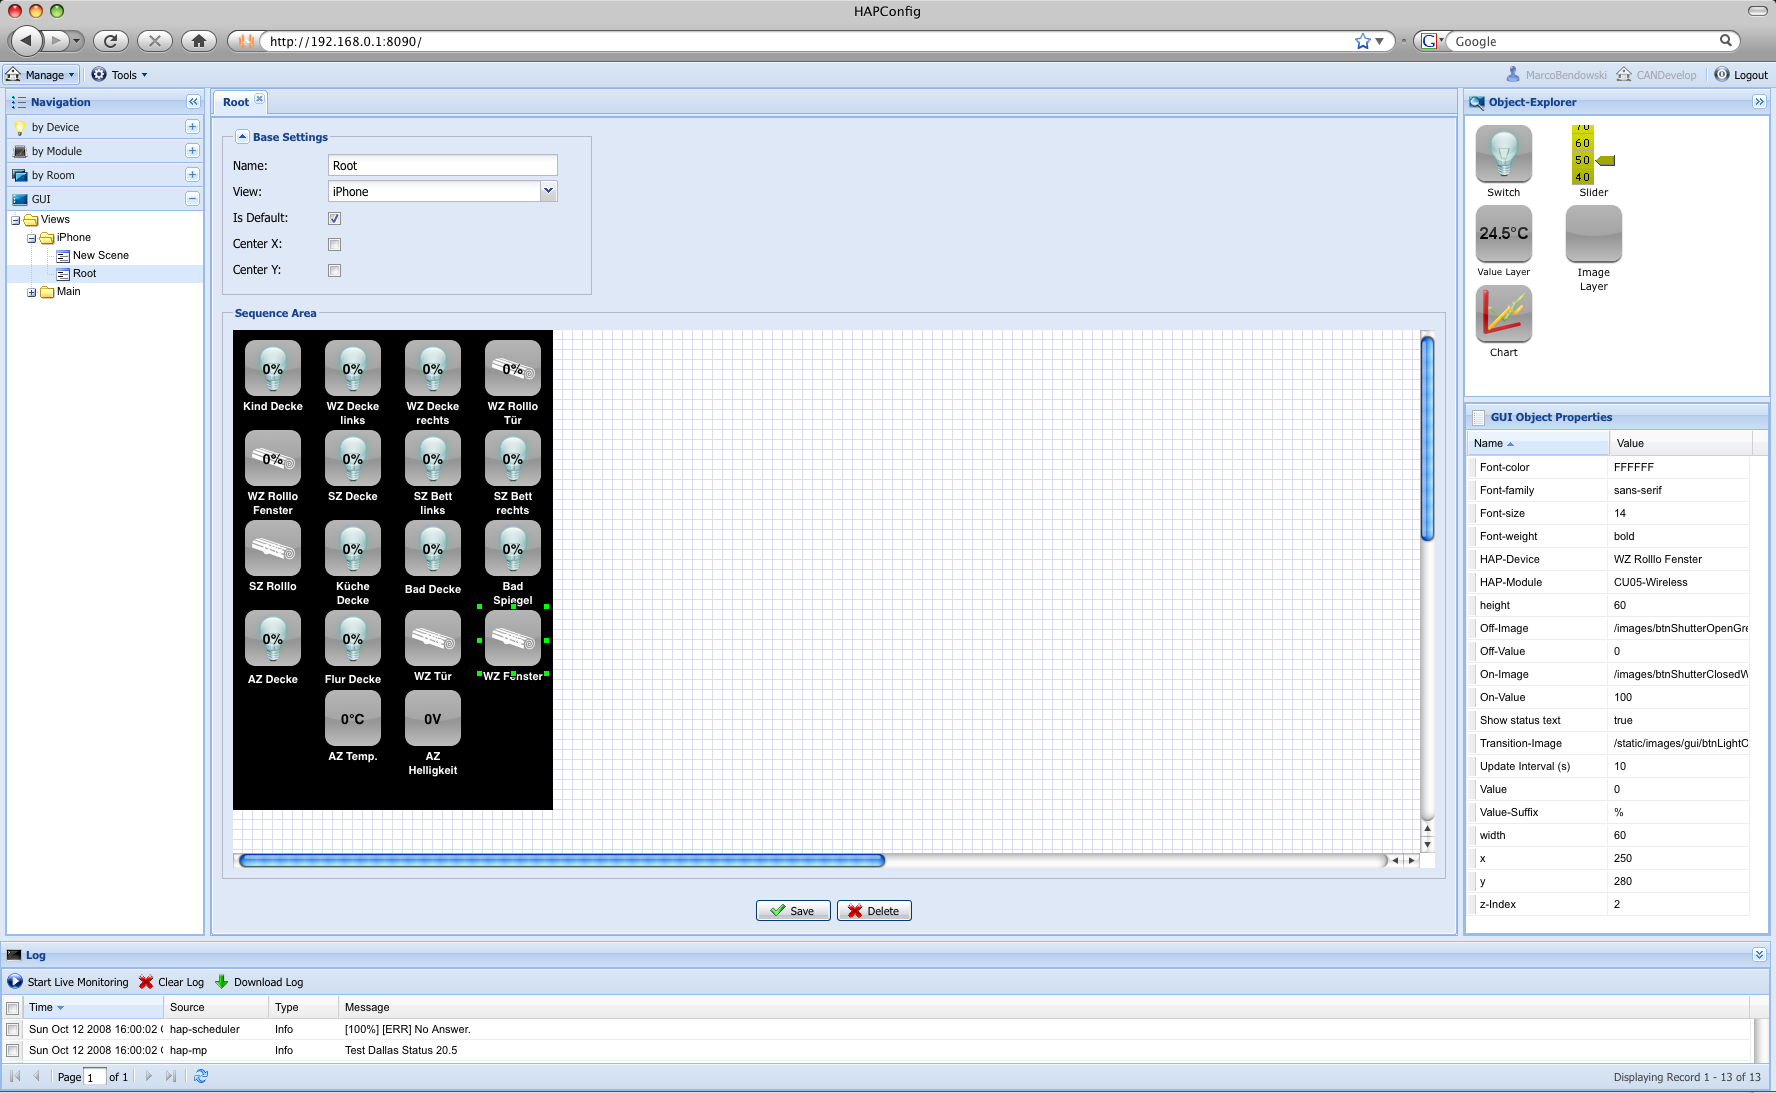 HAPConfig
http://192.168.0.1:8090/
Google
Manage
Tools
MarcoBendowski
CANDevelop
Logout
Navigation
by Device
by Module
by Room
GUI
Views
iPhone
New Scene
Root
Main
Root
Base Settings
Name:
Root
View:
iPhone
Is Default:
Center X:
Center Y:
Sequence Area
0% 0% 0% 0%
Kind Decke
WZ Decke links
WZ Decke rechts
WZ Rolllo Tür
0% 0% 0% 0%
WZ Rolllo Fenster
SZ Decke
SZ Bett links
SZ Bett rechts
0% 0% 0%
SZ Rolllo
Küche Decke
Bad Decke
Bad Spiegel
0% 0%
AZ Decke
Flur Decke
WZ Tür
WZ Fenster
0°C 0V
AZ Temp.
AZ Helligkeit
Save
Delete
Object-Explorer
Switch
70
60
50
40
Slider
24.5°C
Value Layer
Image Layer
Chart
GUI Object Properties
Name Value
Font-color FFFFFF
Font-family sans-serif
Font-size 14
Font-weight bold
HAP-Device WZ Rolllo Fenster
HAP-Module CU05-Wireless
height 60
Off-Image /images/btnShutterOpenGre
Off-Value 0
On-Image /images/btnShutterClosedW
On-Value 100
Show status text true
Transition-Image /static/images/gui/btnLightO
Update Interval (s) 10
Value 0
Value-Suffix %
width 60
x 250
y 280
z-Index 2
Log
Start Live Monitoring
Clear Log
Download Log
Time Source Type Message
Sun Oct 12 2008 16:00:02 ( hap-scheduler Info [100%] [ERR] No Answer.
Sun Oct 12 2008 16:00:02 ( hap-mp Info Test Dallas Status 20.5
Page 1 of 1
Displaying Record 1 - 13 of 13